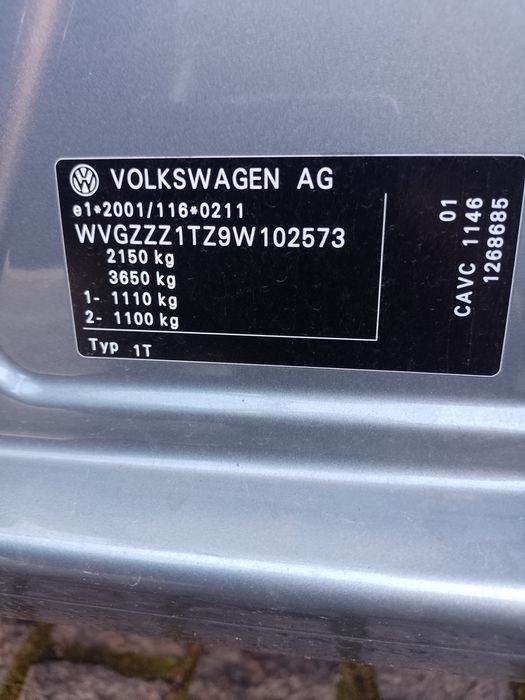 VOLKSWAGEN AG
e1*2001/116*0211
WVGZZZ1TZ9W102573
2150 kg
3650 kg
1- 1110 kg
2- 1100 kg
Typ 1T
01
CAVC 1146
1268685